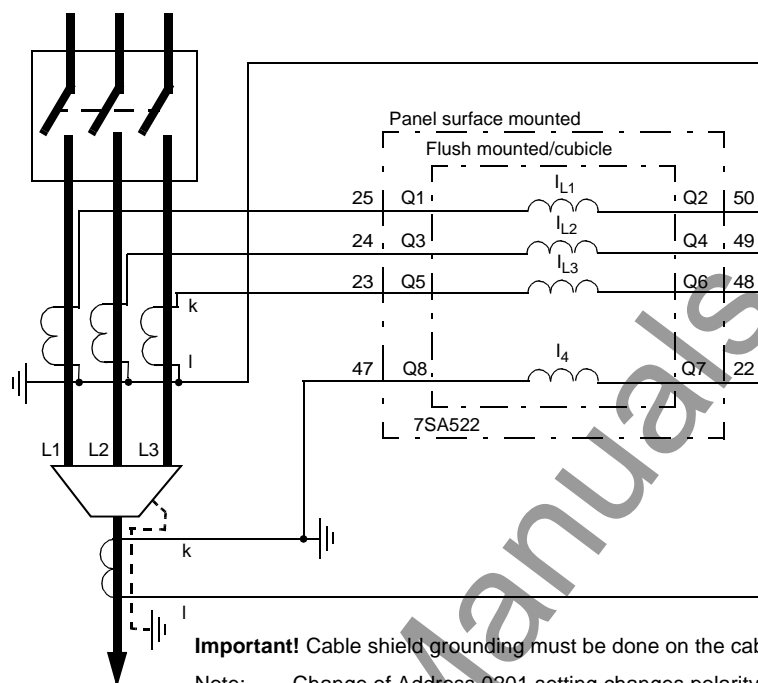 Panel surface mounted
Flush mounted/cubicle
25 Q1 IL1 Q2 50
24 Q3 IL2 Q4 49
23 Q5 IL3 Q6 48
k
l
47 Q8 I4 Q7 22
7SA522
L1 L2 L3
k
l
Important! Cable shield grounding must be done on the cab
Note: Change of Address 0201 setting changes polarity
Manuals